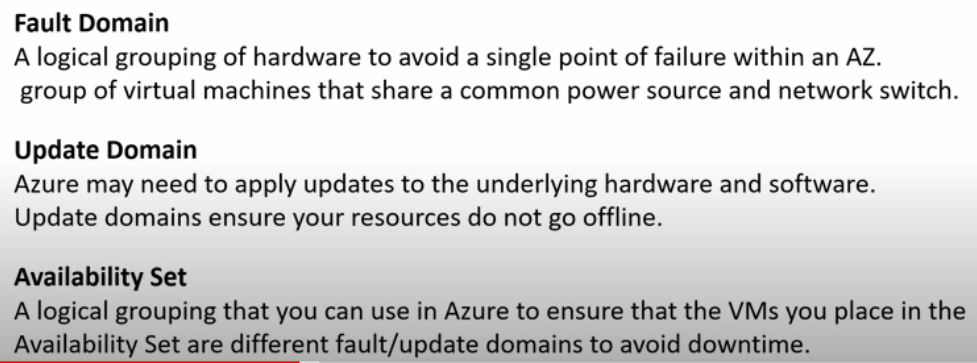 Fault Domain
A logical grouping of hardware to avoid a single point of failure within an AZ.
group of virtual machines that share a common power source and network switch.
Update Domain
Azure may need to apply updates to the underlying hardware and software.
Update domains ensure your resources do not go offline.
Availability Set
A logical grouping that you can use in Azure to ensure that the VMs you place in the
Availability Set are different fault/update domains to avoid downtime.